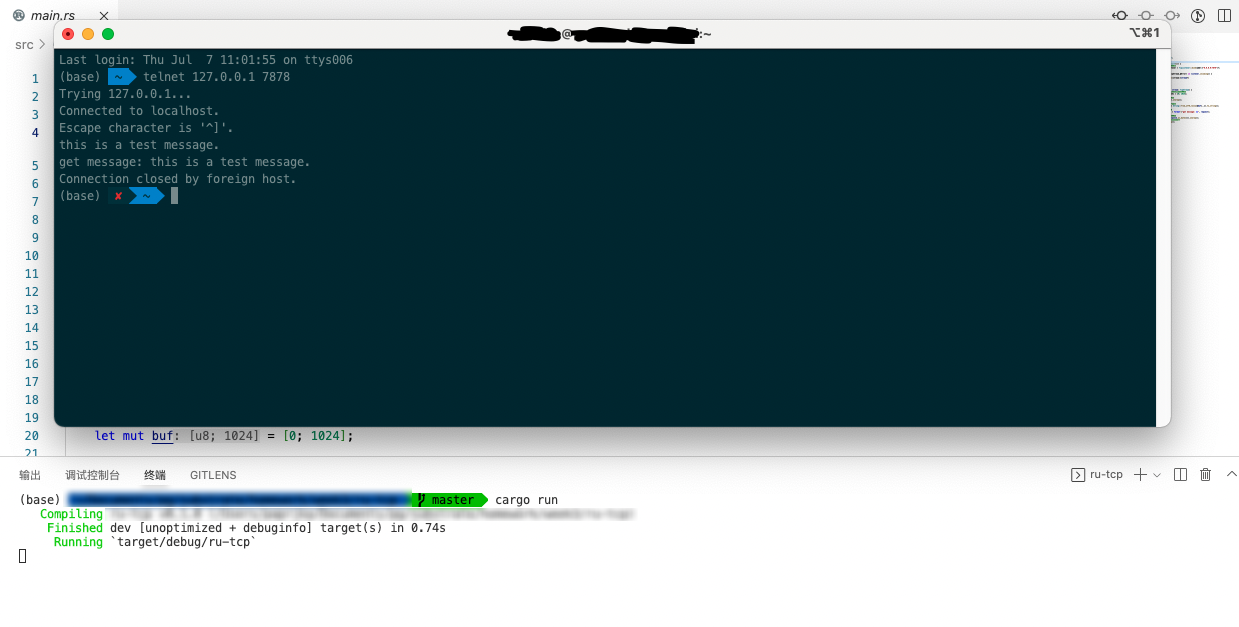 main.rs
:~
⌥⌘1
src
Last login: Thu Jul  7 11:01:55 on ttys006
(base) ~ telnet 127.0.0.1 7878
Trying 127.0.0.1...
Connected to localhost.
Escape character is '^]'.
this is a test message.
get message: this is a test message.
Connection closed by foreign host.
(base) ✘ ~
1
2
3
4
5
6
7
8
9
10
11
12
13
14
15
16
17
18
19
20 let mut buf: [u8; 1024] = [0; 1024];
21
输出 调试控制台 终端 GITLENS ru-tcp
(base) master cargo run
Compiling
Finished dev [unoptimized + debuginfo] target(s) in 0.74s
Running `target/debug/ru-tcp`